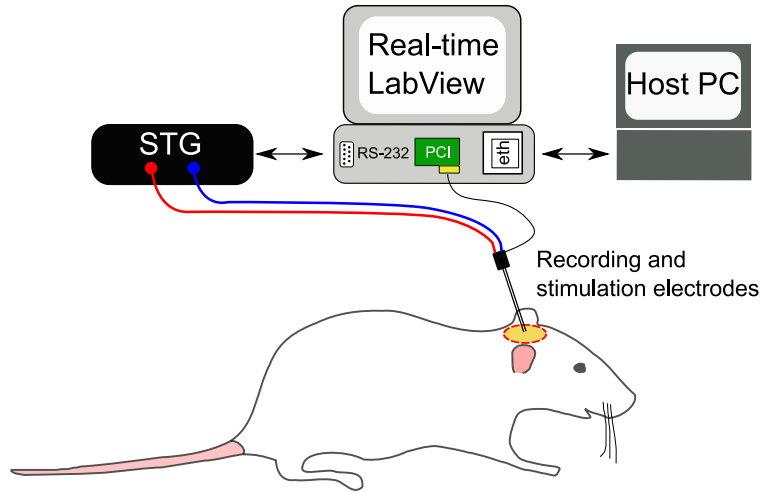 Real-time
LabView
Host PC
STG
RS-232
PCI
eth
Recording and
stimulation electrodes